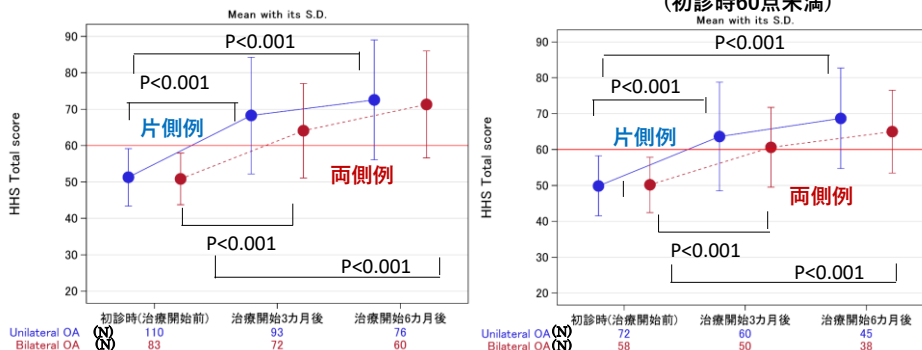 Mean with its S.D.
90
80
70
60
50
40
30
20
HHS Total score
P<0.001
P<0.001
片側例
両側例
P<0.001
P<0.001
初診時(治療開始前)
治療開始3カ月後
治療開始6カ月後
Unilateral OA (N) 110 93 76
Bilateral OA (N) 83 72 60
(初診時60点未満)
Mean with its S.D.
90
80
70
60
50
40
30
20
HHS Total score
P<0.001
P<0.001
片側例
両側例
P<0.001
P<0.001
初診時(治療開始前)
治療開始3カ月後
治療開始6カ月後
Unilateral OA (N) 72 60 45
Bilateral OA (N) 58 50 38